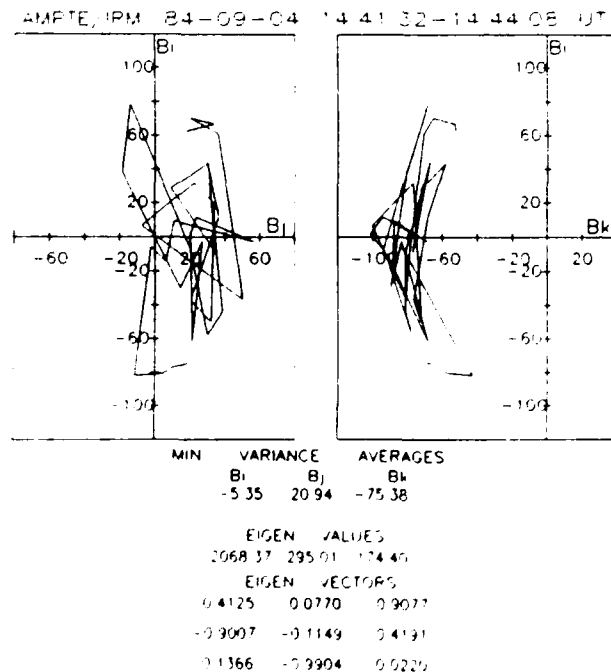 AMPTE/IRM 84-09-04 14:41:32-14:44:08 UT
Bi Bi
100 100
60 60
20 20
Bj Bk
-60 20 60 -100 -60 20
-20 -20
-60 -60
-100 -100
MIN VARIANCE AVERAGES
Bi Bj Bk
-5.35 20.94 -75.38
EIGEN VALUES
2068.37 295.01
EIGEN VECTORS
0.4125 0.0770 0.9077
-0.9007 -0.1149 0.4191
0.1366 -0.9904 0.0220